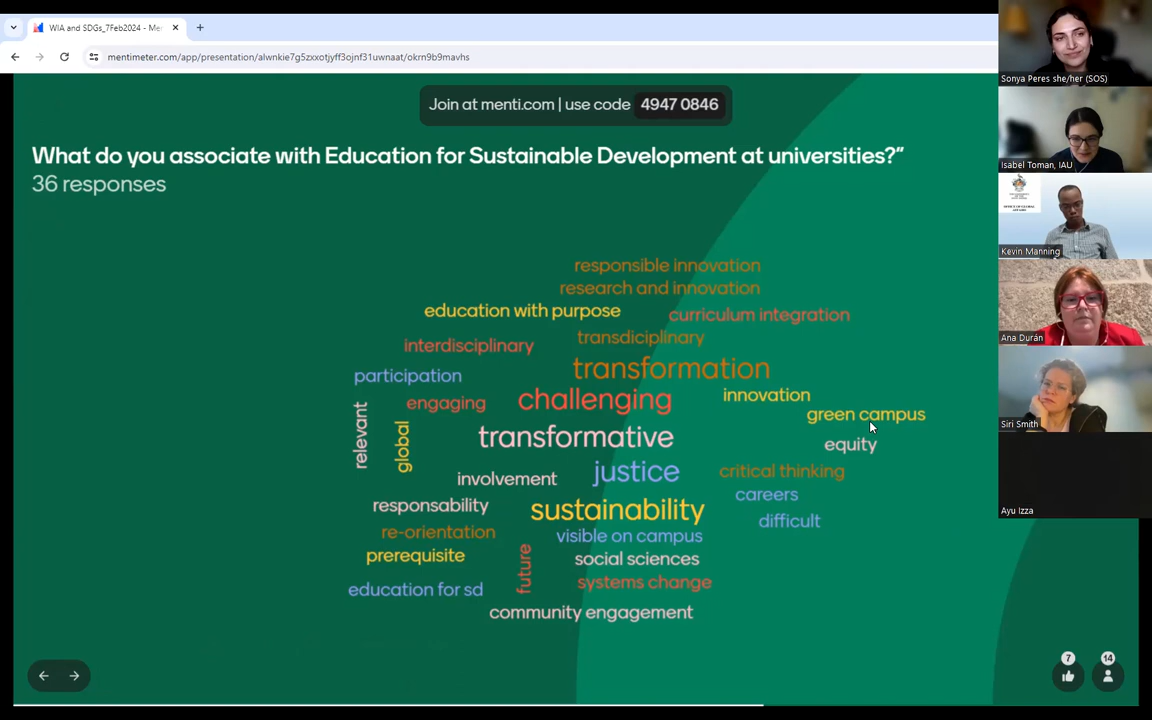 WIA and SDGs_7Feb2024 - Me
mentimeter.com/app/presentation/alwnkie7g5zxxotjyff3ojnf31uwnaat/okrn9b9mavhs
Join at menti.com | use code 4947 0846
What do you associate with Education for Sustainable Development at universities?”
36 responses
responsible innovation
research and innovation
education with purpose
curriculum integration
transdiciplinary
interdisciplinary
transformation
participation
innovation
challenging
engaging
green campus
relevant
global
transformative
equity
justice
critical thinking
involvement
careers
responsability
sustainability
difficult
re-orientation
visible on campus
prerequisite
social sciences
future
systems change
education for sd
community engagement
7
14
Sonya Peres she/her (SOS)
Isabel Toman, IAU
Kevin Manning
Ana Durán
Siri Smith
Ayu Izza